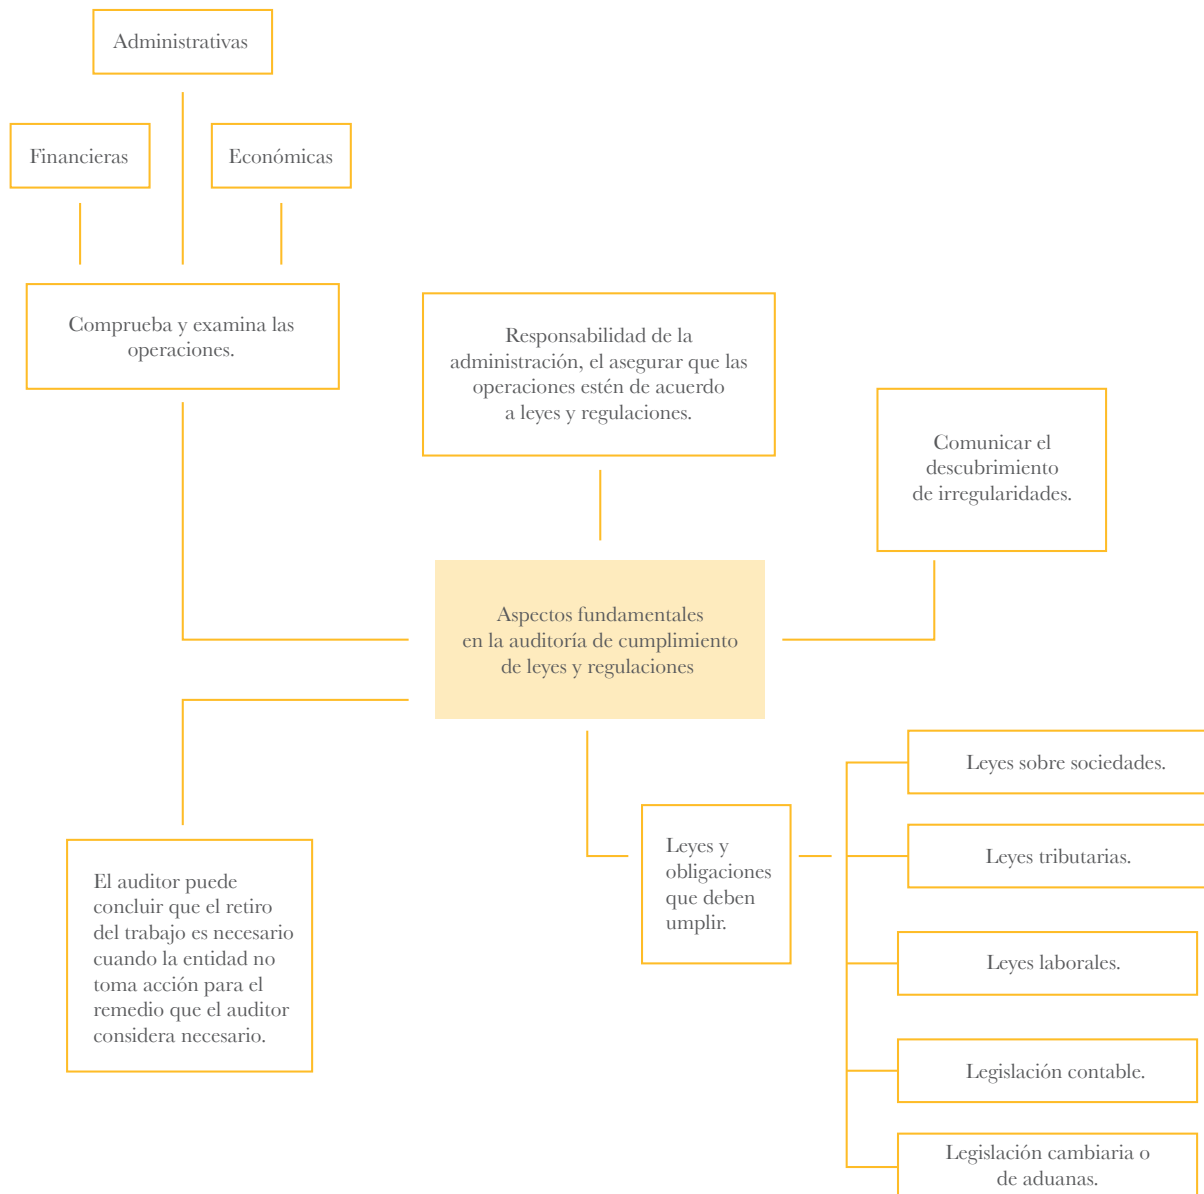 Administrativas
Financieras
Económicas
Comprueba y examina las
operaciones.
Responsabilidad de la
administración, el asegurar que las
operaciones estén de acuerdo
a leyes y regulaciones.
Comunicar el
descubrimiento
de irregularidades.
Aspectos fundamentales
en la auditoría de cumplimiento
de leyes y regulaciones
El auditor puede
concluir que el retiro
del trabajo es necesario
cuando la entidad no
toma acción para el
remedio que el auditor
considera necesario.
Leyes y
obligaciones
que deben
umplir.
Leyes sobre sociedades.
Leyes tributarias.
Leyes laborales.
Legislación contable.
Legislación cambiaria o
de aduanas.